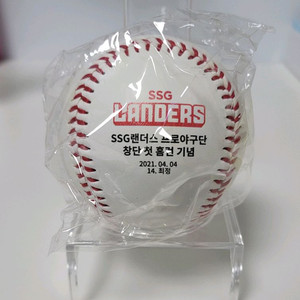 SSG
LANDERS
SSG랜더스 프로야구단
창단 첫 홈런 기념
2021. 04. 04
14. 최정